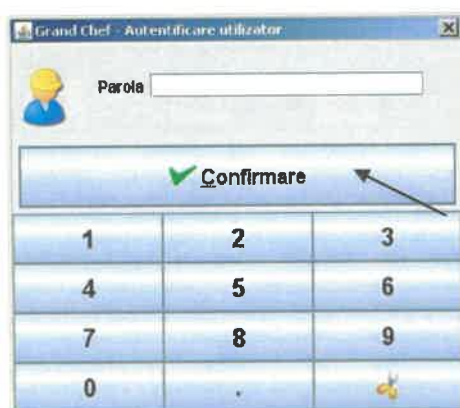 Grand Chef - Autentificare utilizator
Parola
Confirmare
1 2 3
4 5 6
7 8 9
0 .